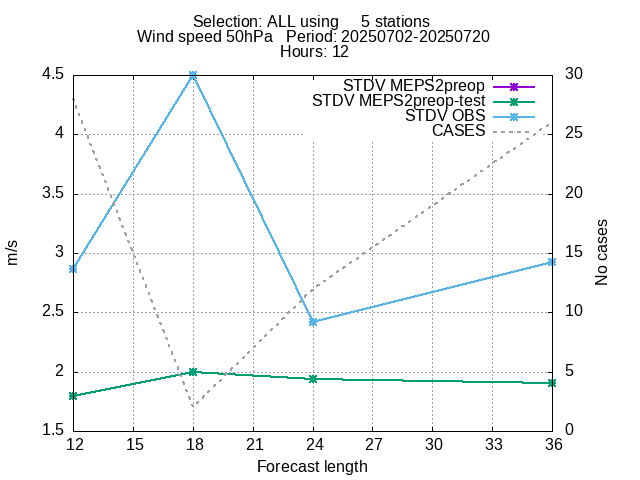 Selection: ALL using 5 stations
Wind speed 50hPa Period: 20250702-20250720
Hours: 12
STDV MEPS2preop
STDV MEPS2preop-test
STDV OBS
CASES
4.5
4
3.5
3
2.5
2
1.5
m/s
30
25
20
15
10
5
0
No cases
12 15 18 21 24 27 30 33 36
Forecast length